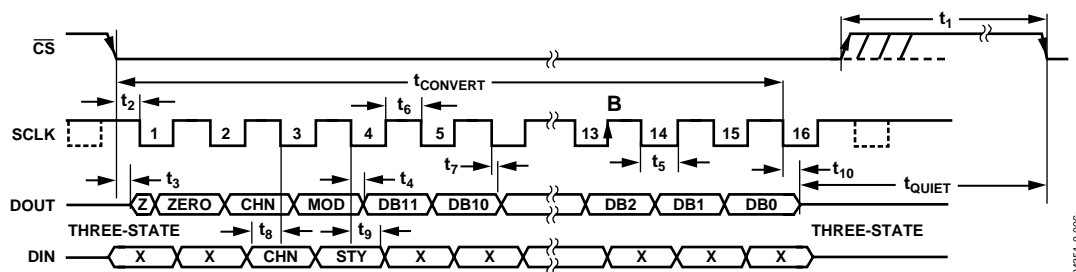 t1
CS
tCONVERT
t2
t6
B
SCLK
1
2
3
4
5
13
14
15
16
t7
t5
t10
t3
t4
tQUIET
DOUT
Z
ZERO
CHN
MOD
DB11
DB10
DB2
DB1
DB0
THREE-STATE
t8
t9
THREE-STATE
DIN
X
X
CHN
STY
X
X
X
X
X